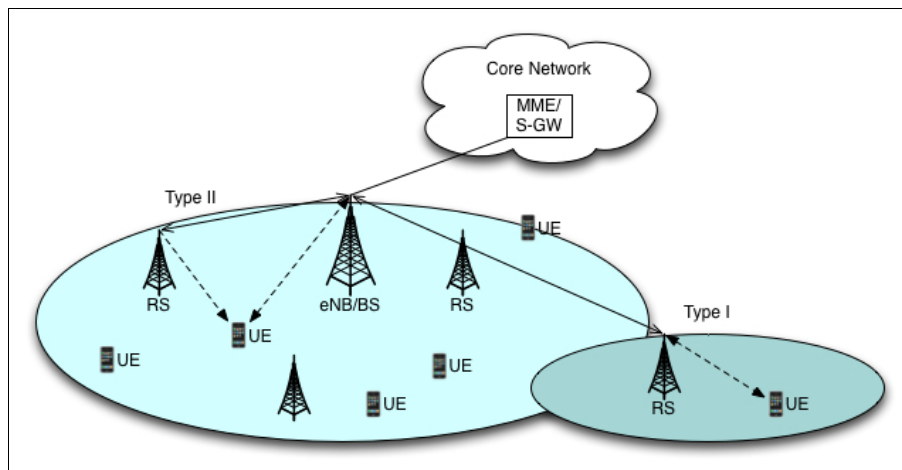 Core Network
MME/
S-GW
Type II
UE
RS
eNB/BS
RS
Type I
UE
UE
UE
UE
RS
UE